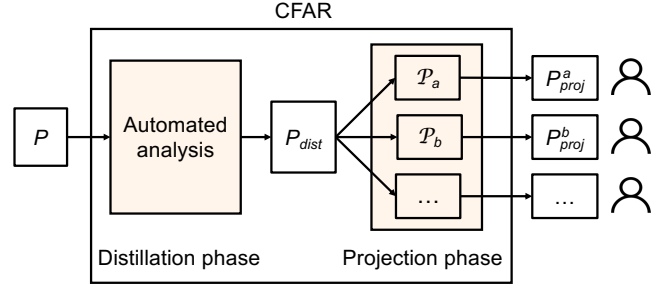 CFAR
P
Automated
analysis
P_dist
𝒫_a
𝒫_b
...
P^a_proj
P^b_proj
...
Distillation phase
Projection phase